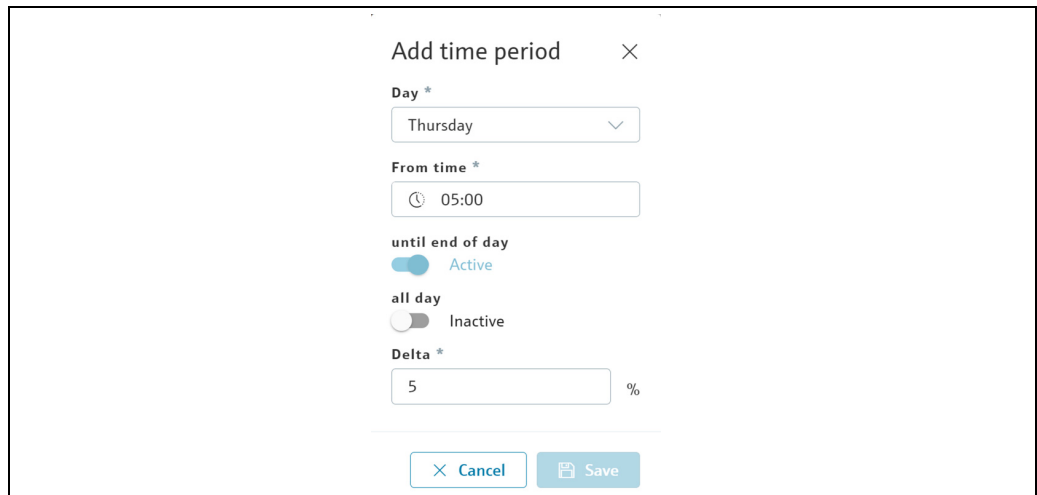 Add time period
Day *
Thursday
From time *
05:00
until end of day
Active
all day
Inactive
Delta *
5
%
Cancel
Save